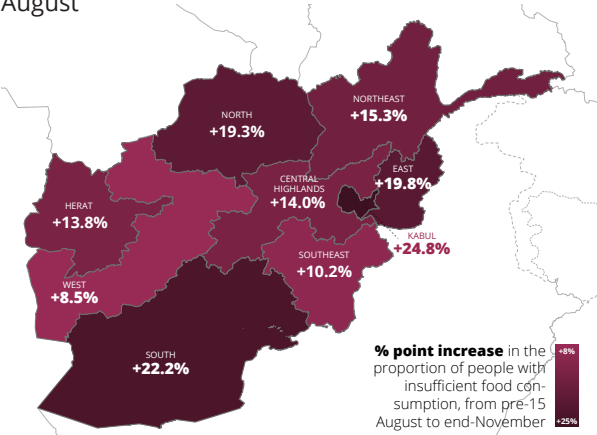 August
NORTHEAST
+15.3%
NORTH
+19.3%
EAST
+19.8%
CENTRAL
HIGHLANDS
+14.0%
HERAT
+13.8%
KABUL
+24.8%
SOUTHEAST
+10.2%
WEST
+8.5%
SOUTH
+22.2%
% point increase in the
proportion of people with
insufficient food con-
sumption, from pre-15
August to end-November
+8%
+25%